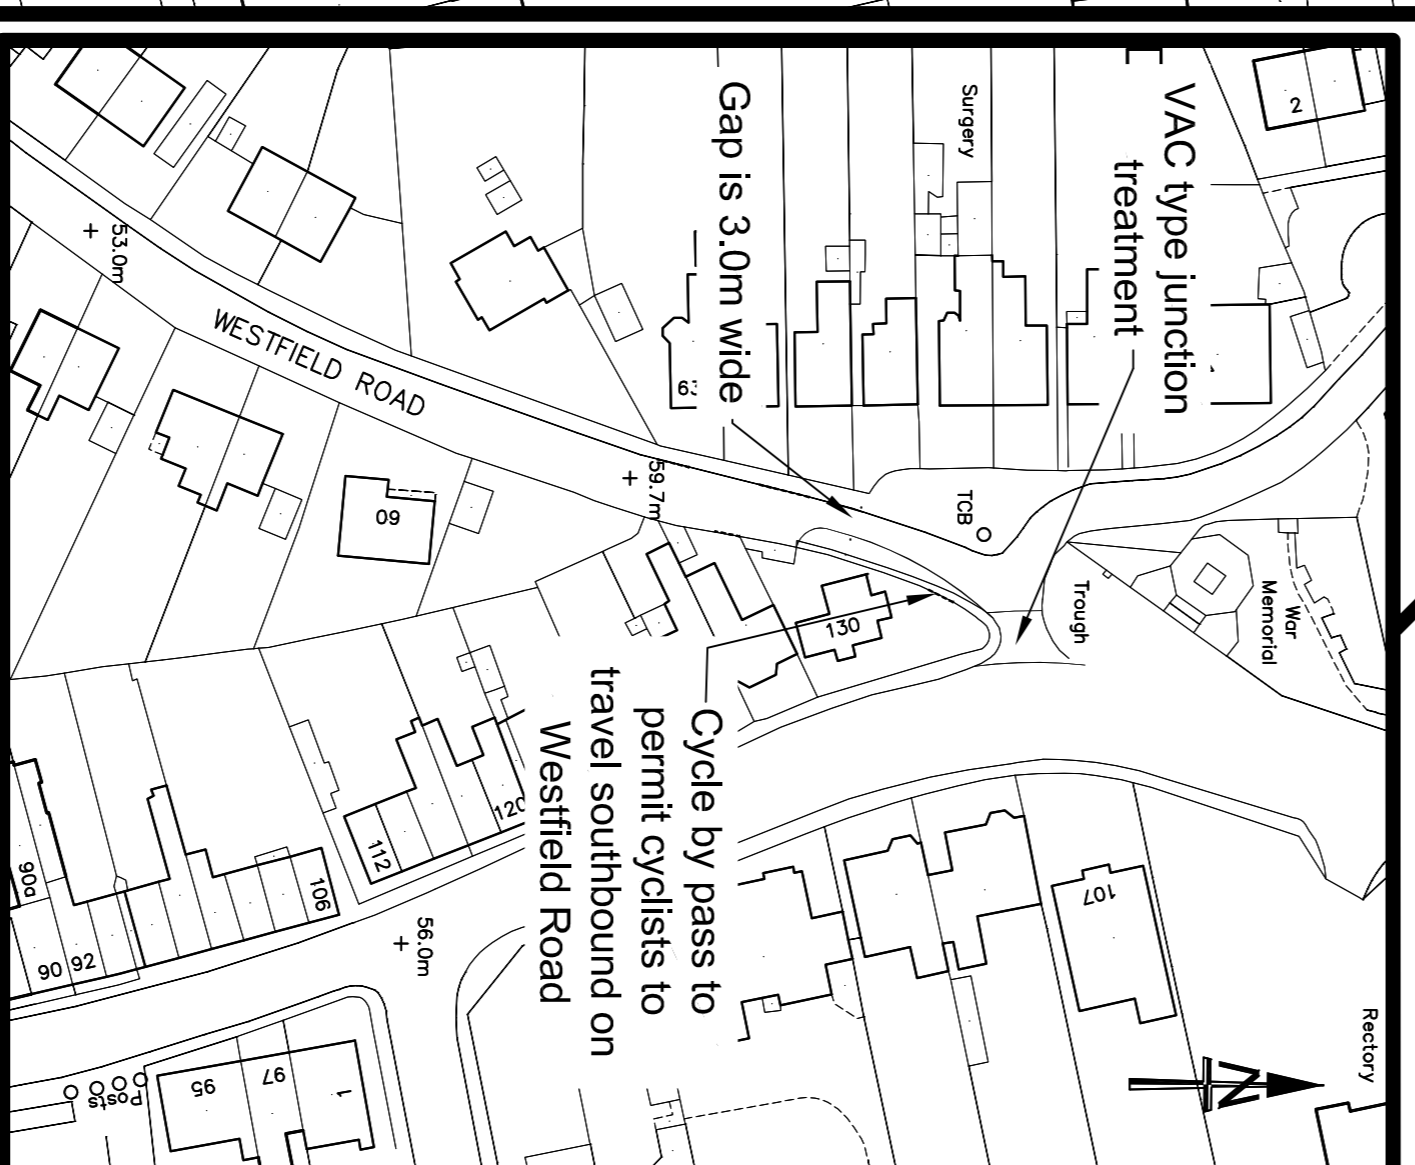 VAC type junction
treatment
Gap is 3.0m wide
Cycle by pass to
permit cyclists to
travel southbound on
Westfield Road
WESTFIELD ROAD
Surgery
TCB
Trough
War
Memorial
Rectory
Posts
N
53.0m
59.7m
56.0m
2
63
60
130
112
120
106
90a
90
92
95
97
1
107